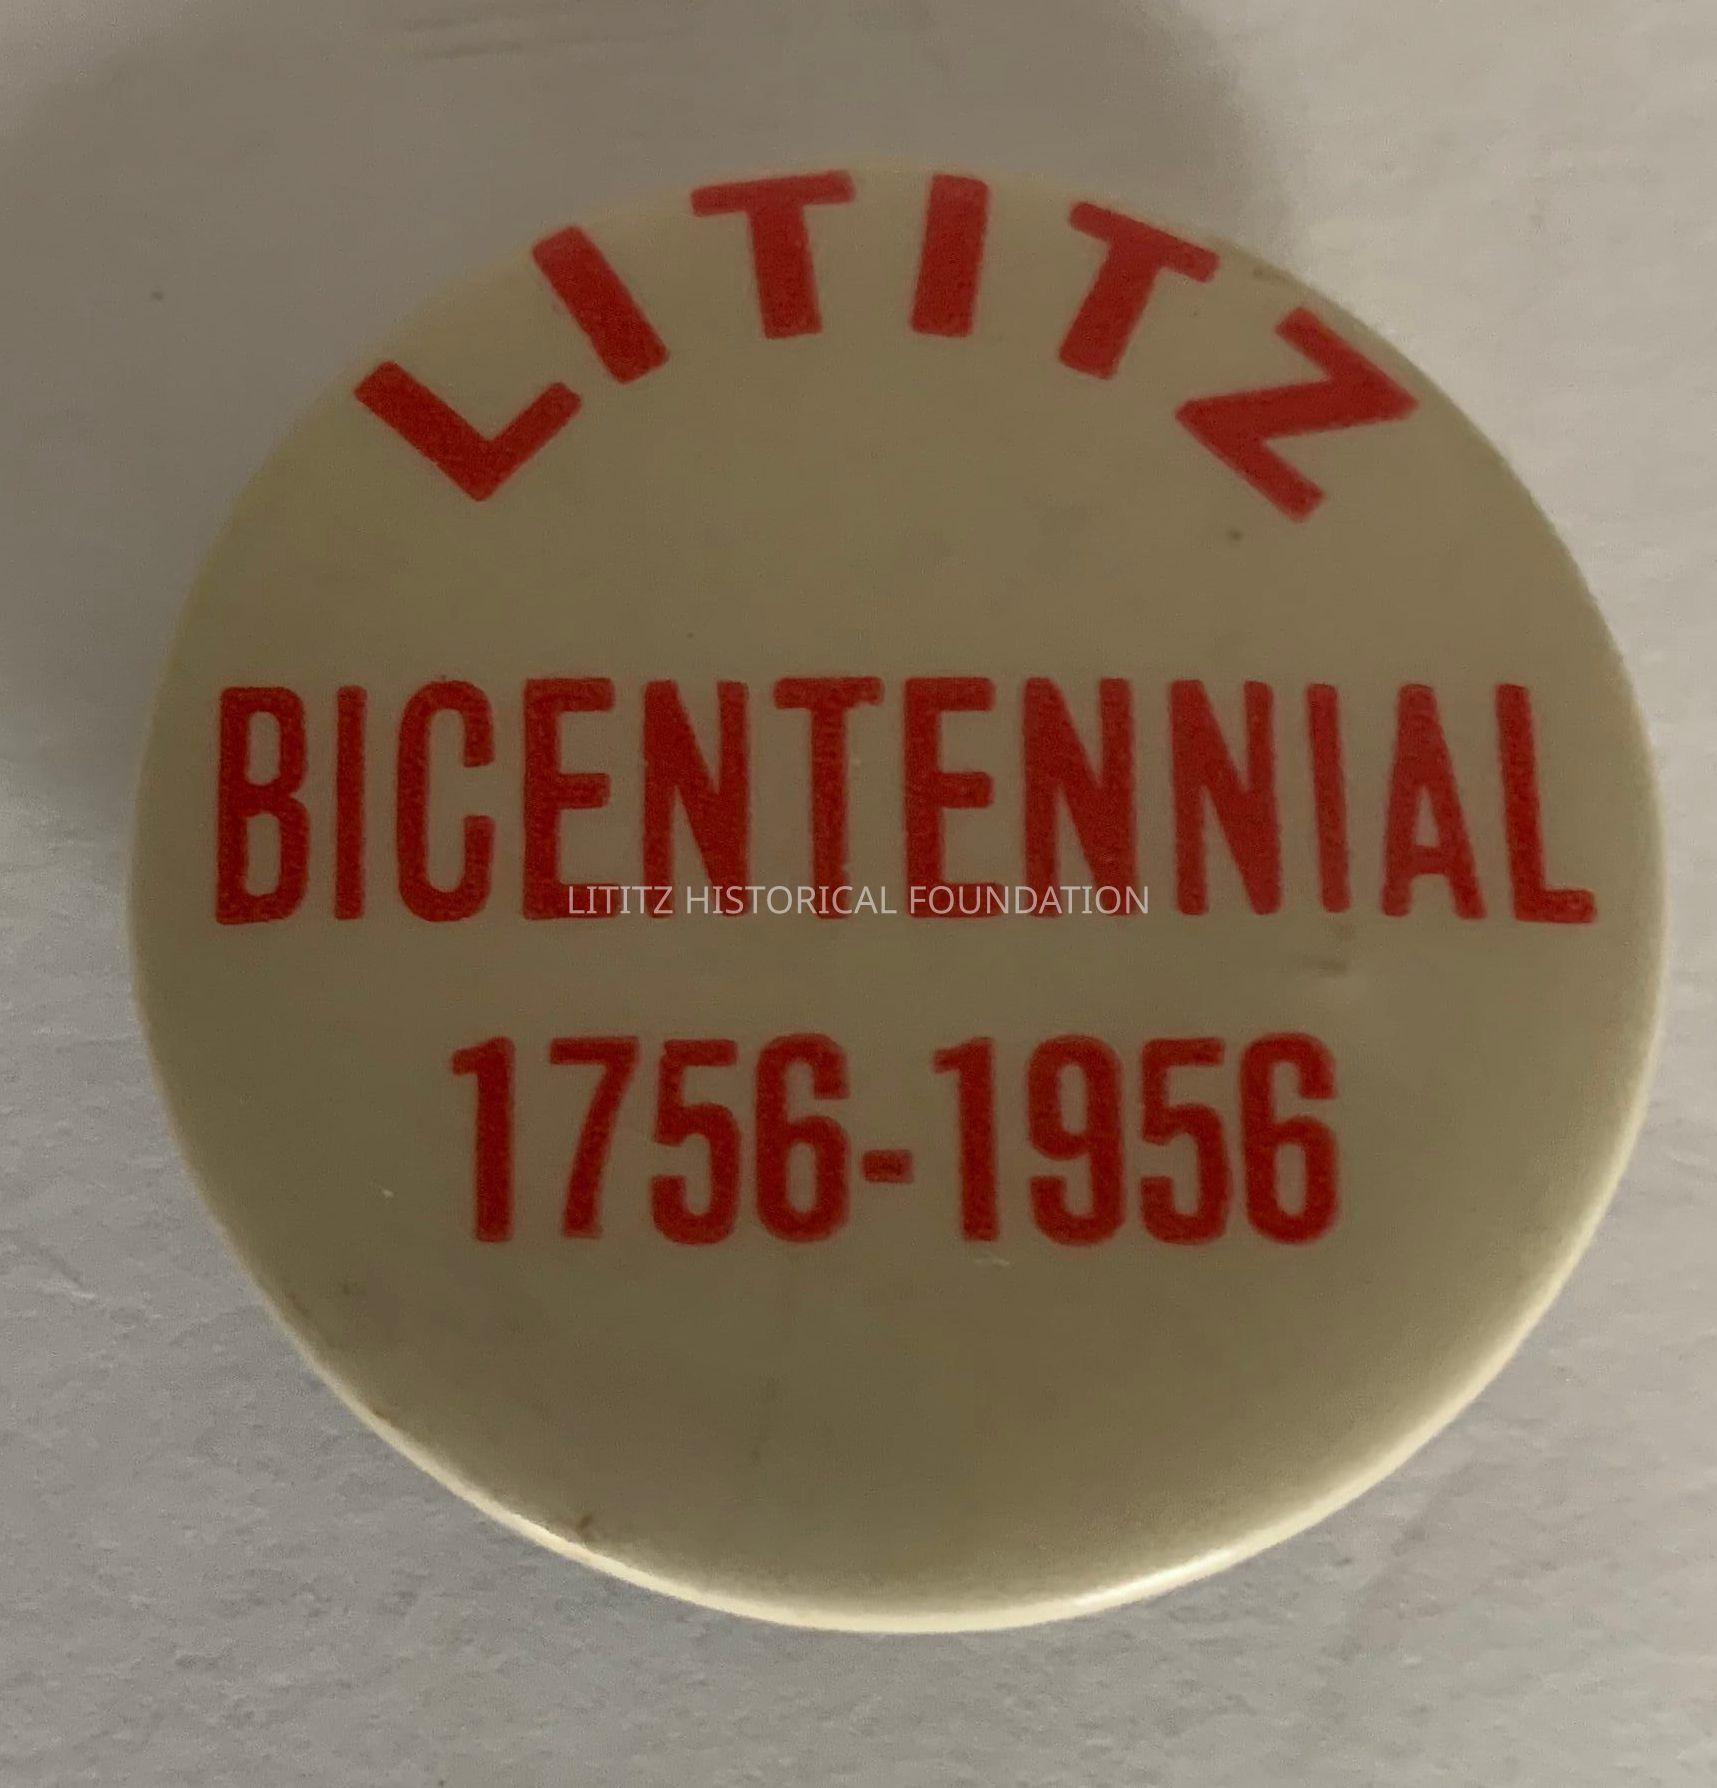 LITITZ
BICENTENNIAL
LITITZ HISTORICAL FOUNDATION
1756-1956